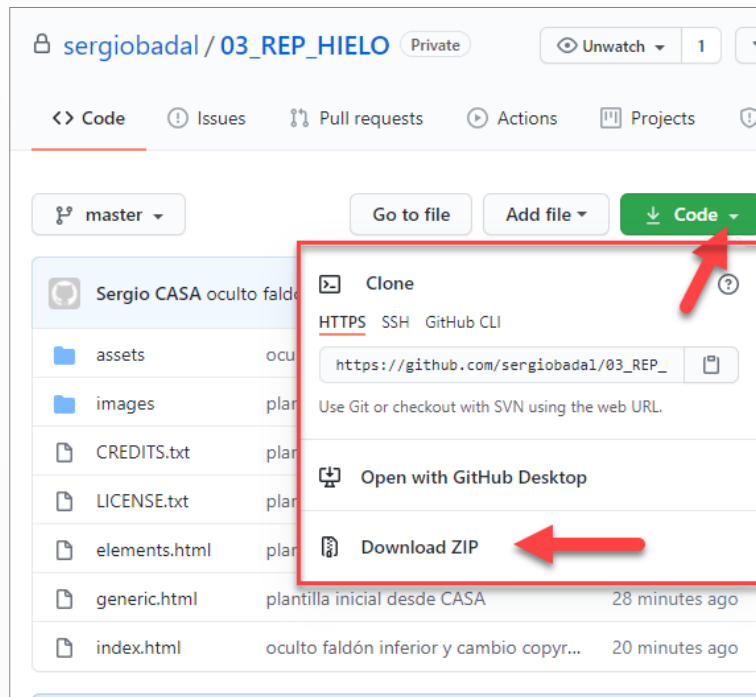 sergiobadal / 03_REP_HIELO Private Unwatch 1
<> Code Issues Pull requests Actions Projects
master Go to file Add file Code
Sergio CASA oculto
Clone
HTTPS SSH GitHub CLI
https://github.com/sergiobadal/03_REP_
Use Git or checkout with SVN using the web URL.
Open with GitHub Desktop
Download ZIP
assets
images
CREDITS.txt
LICENSE.txt
elements.html
generic.html plantilla inicial desde CASA 28 minutes ago
index.html oculto faldón inferior y cambio copyr... 20 minutes ago